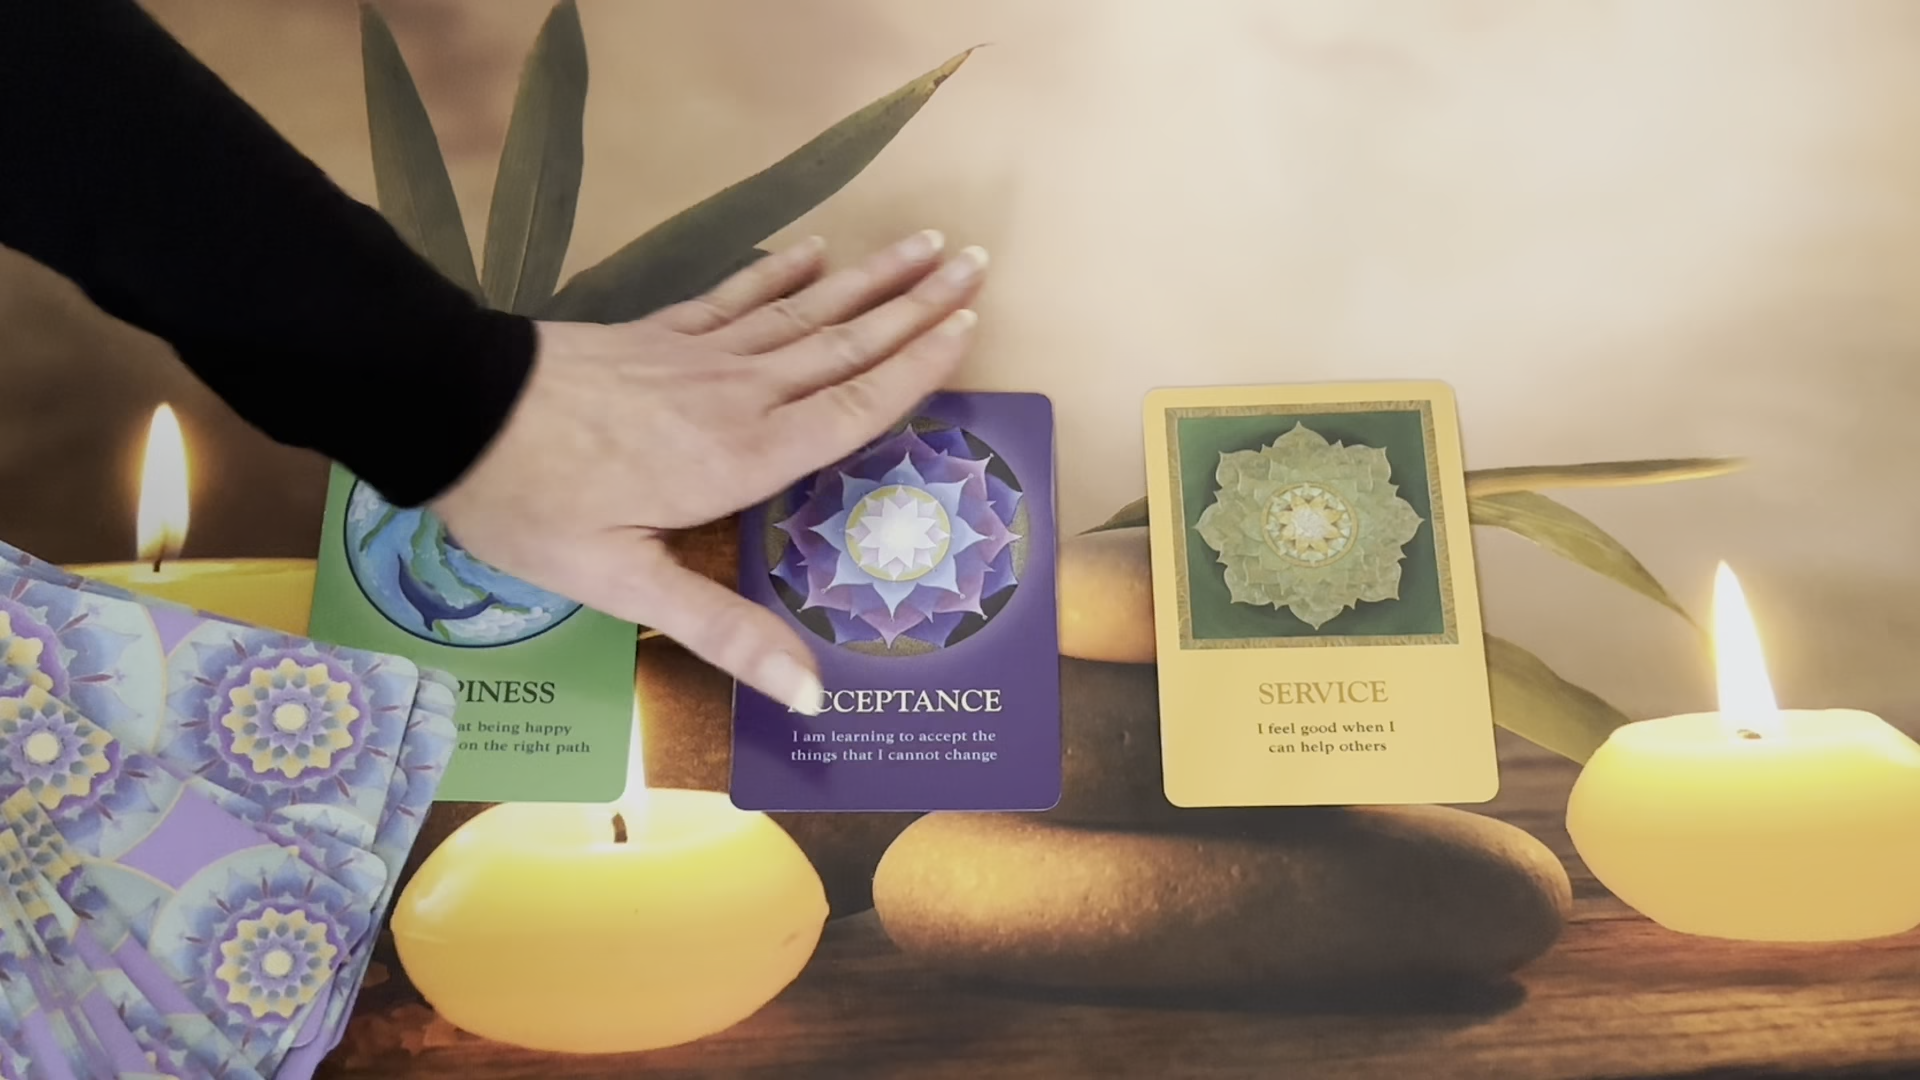 PINESS
at being happy
on the right path
CCEPTANCE
I am learning to accept the
things that I cannot change
SERVICE
I feel good when I
can help others